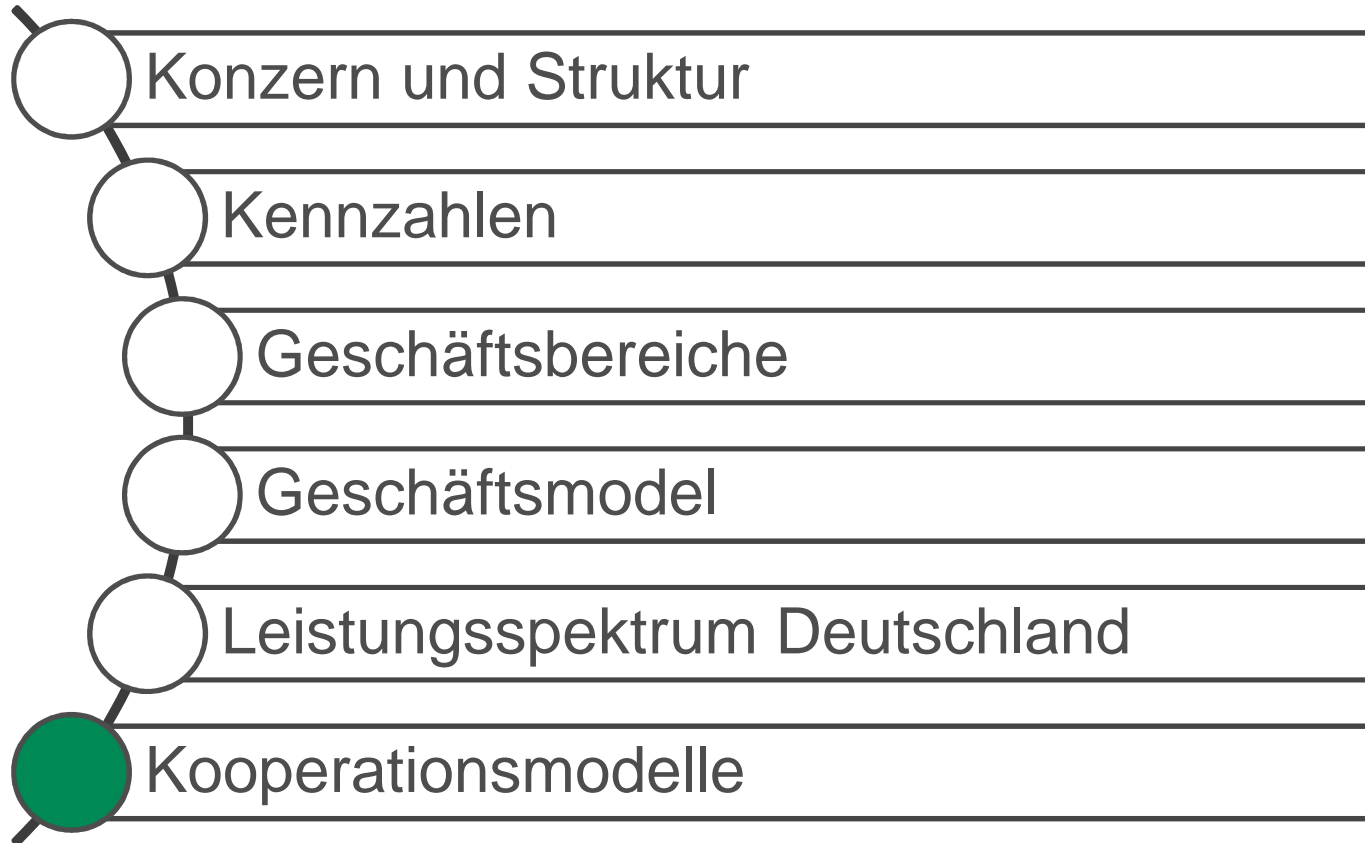 Konzern und Struktur
Kennzahlen
Geschäftsbereiche
Geschäftsmodel
Leistungsspektrum Deutschland
Kooperationsmodelle